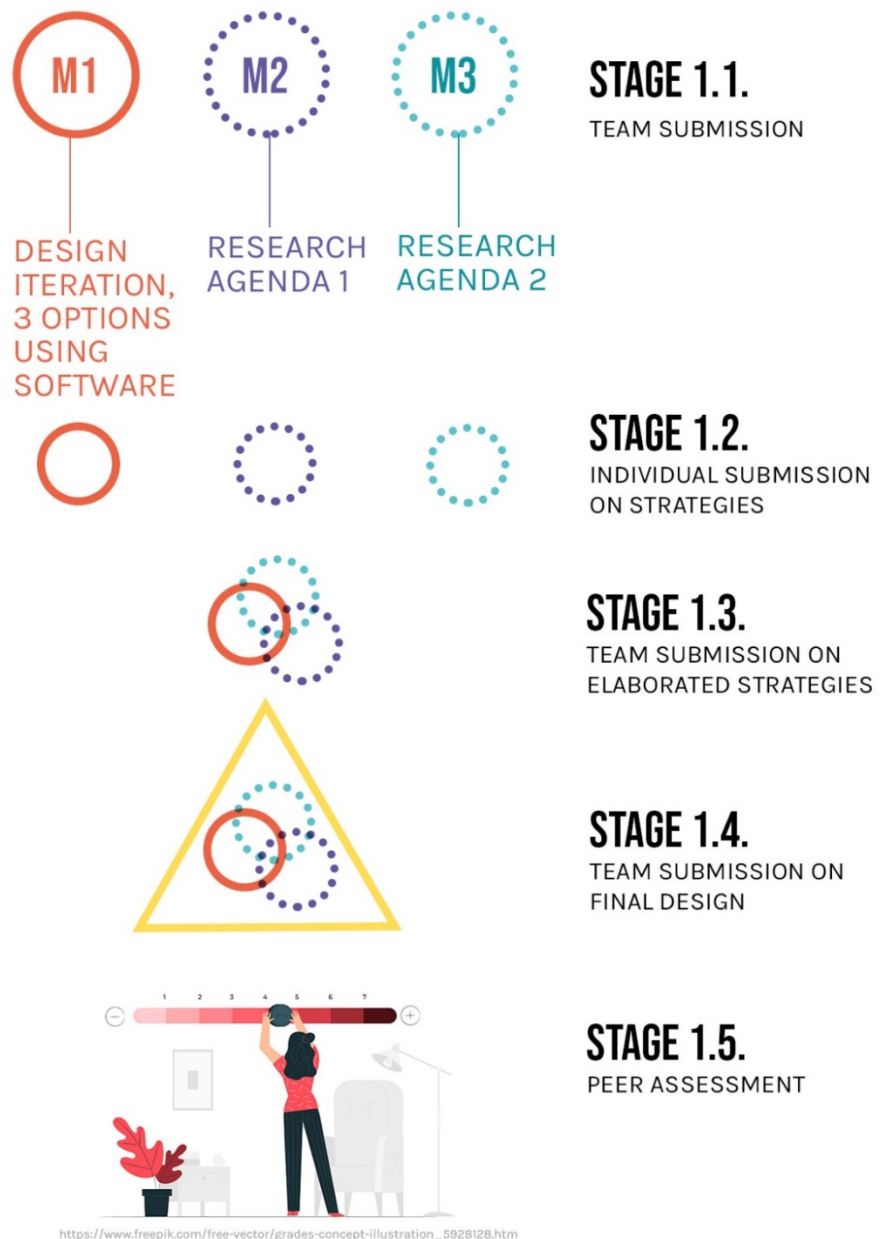 M1
M2
M3
STAGE 1.1.
TEAM SUBMISSION
DESIGN
ITERATION,
3 OPTIONS
USING
SOFTWARE
RESEARCH
AGENDA 1
RESEARCH
AGENDA 2
STAGE 1.2.
INDIVIDUAL SUBMISSION
ON STRATEGIES
STAGE 1.3.
TEAM SUBMISSION ON
ELABORATED STRATEGIES
STAGE 1.4.
TEAM SUBMISSION ON
FINAL DESIGN
1 2 3 4 5 6 7
STAGE 1.5.
PEER ASSESSMENT
https://www.freepik.com/free-vector/grades-concept-illustration_5928128.htm